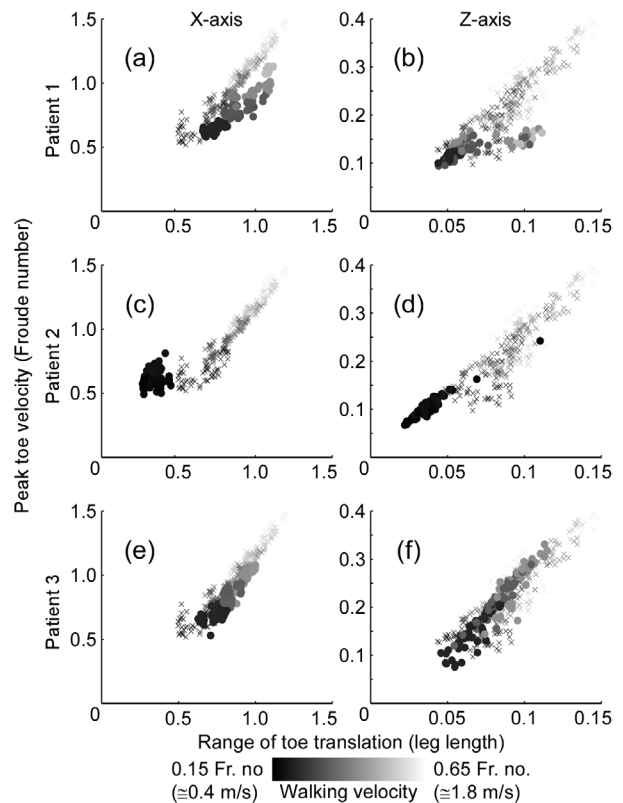 X-axis Z-axis
1.5 0.4
(a) (b)
1.0 0.3
0.2
0.5 0.1
0 0.5 1.0 1.5 0 0.05 0.1 0.15
Patient 1
1.5 0.4
(c) (d)
1.0 0.3
0.2
0.5 0.1
0 0.5 1.0 1.5 0 0.05 0.1 0.15
Patient 2
1.5 0.4
(e) (f)
1.0 0.3
0.2
0.5 0.1
0 0.5 1.0 1.5 0 0.05 0.1 0.15
Patient 3
Peak toe velocity (Froude number)
Range of toe translation (leg length)
0.15 Fr. no 0.65 Fr. no.
(≅0.4 m/s) Walking velocity (≅1.8 m/s)